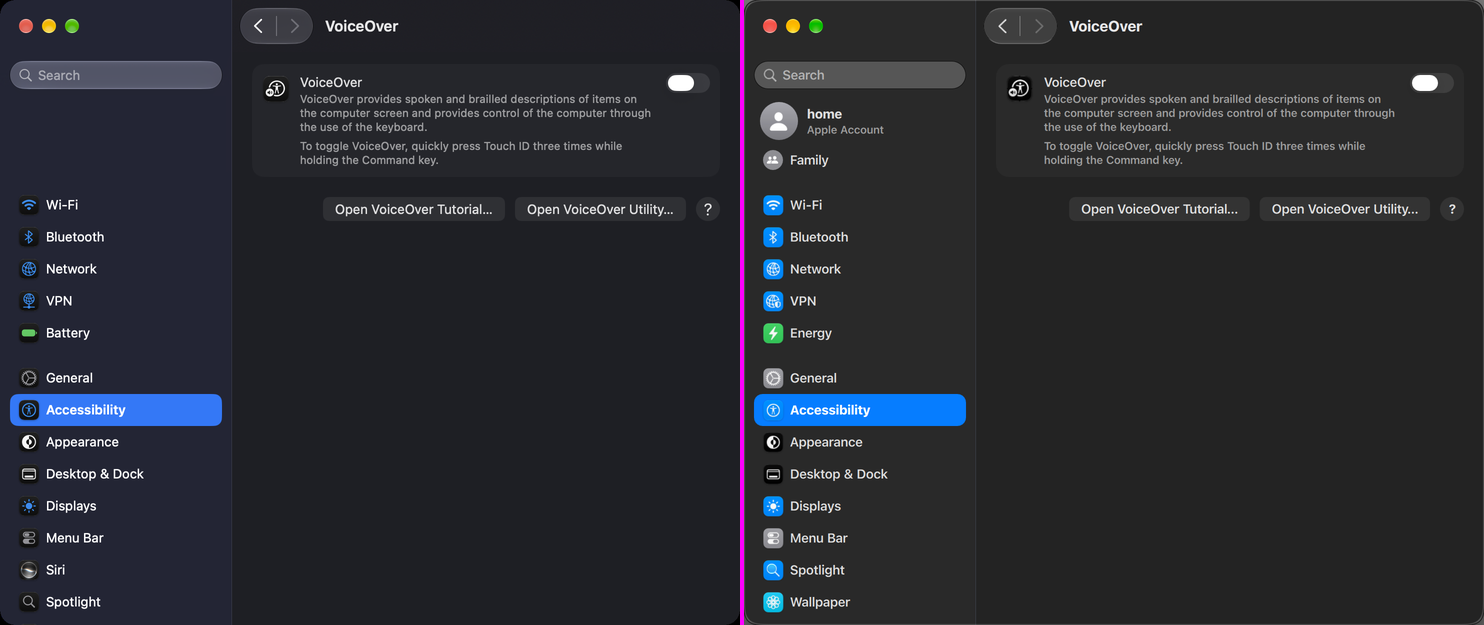 VoiceOver
Search
VoiceOver
VoiceOver provides spoken and brailled descriptions of items on
the computer screen and provides control of the computer through
the use of the keyboard.
To toggle VoiceOver, quickly press Touch ID three times while
holding the Command key.
Open VoiceOver Tutorial...
Open VoiceOver Utility...
?
Wi-Fi
Bluetooth
Network
VPN
Battery
General
Accessibility
Appearance
Desktop & Dock
Displays
Menu Bar
Siri
Spotlight
VoiceOver
Search
home
Apple Account
Family
VoiceOver
VoiceOver provides spoken and brailled descriptions of items on
the computer screen and provides control of the computer through
the use of the keyboard.
To toggle VoiceOver, quickly press Touch ID three times while
holding the Command key.
Open VoiceOver Tutorial...
Open VoiceOver Utility...
?
Wi-Fi
Bluetooth
Network
VPN
Energy
General
Accessibility
Appearance
Desktop & Dock
Displays
Menu Bar
Spotlight
Wallpaper